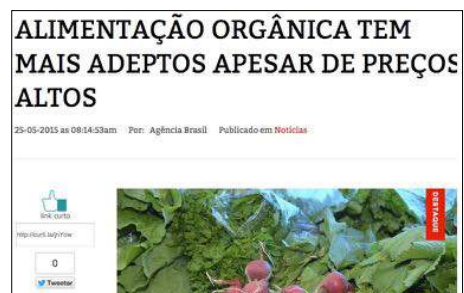 ALIMENTAÇÃO ORGÂNICA TEM
MAIS ADEPTOS APESAR DE PREÇOS
ALTOS
25-05-2015 as 08:14:53am Por: Agência Brasil Publicado em Notícias
DESTAQUE
link curto
0
Tweetar